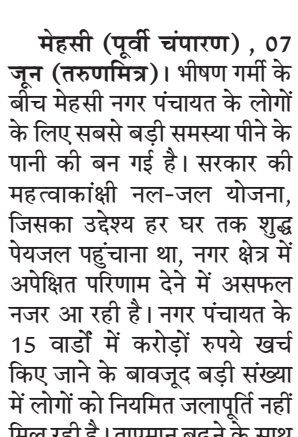 मेहसी (पूर्वी चंपारण) , 07
जून (तरुणमित्र)। भीषण गर्मी के
बीच मेहसी नगर पंचायत के लोगों
के लिए सबसे बड़ी समस्या पीने के
पानी की बन गई है। सरकार की
महत्वाकांक्षी नल-जल योजना,
जिसका उद्देश्य हर घर तक शुद्ध
पेयजल पहुंचाना था, नगर क्षेत्र में
अपेक्षित परिणाम देने में असफल
नजर आ रही है। नगर पंचायत के
15 वार्डों में करोड़ों रुपये खर्च
किए जाने के बावजूद बड़ी संख्या
में लोगों को नियमित जलापूर्ति नहीं
मिल रही है। तापमान बढ़ने के साथ